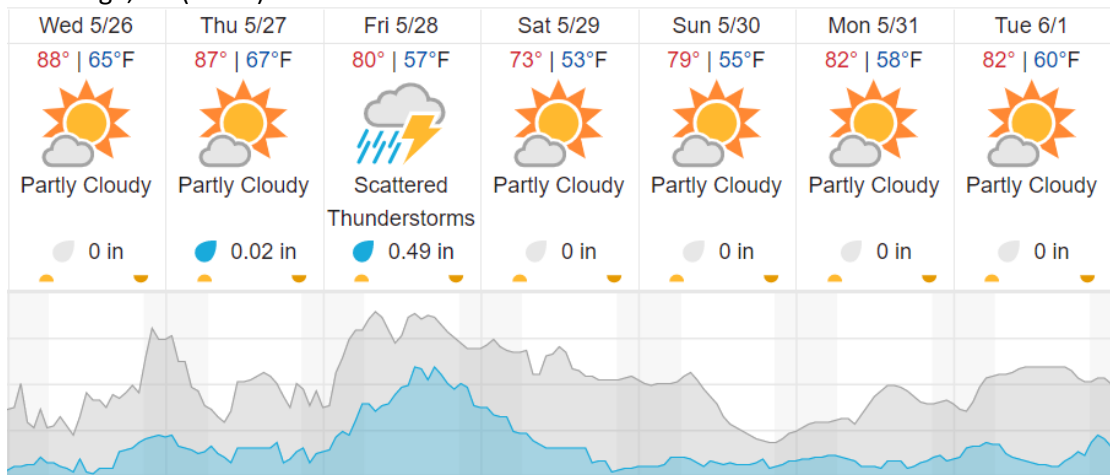 Wed 5/26 Thu 5/27 Fri 5/28 Sat 5/29 Sun 5/30 Mon 5/31 Tue 6/1
88° | 65°F 87° | 67°F 80° | 57°F 73° | 53°F 79° | 55°F 82° | 58°F 82° | 60°F
Partly Cloudy Partly Cloudy Scattered Partly Cloudy Partly Cloudy Partly Cloudy Partly Cloudy
Thunderstorms
0 in 0.02 in 0.49 in 0 in 0 in 0 in 0 in